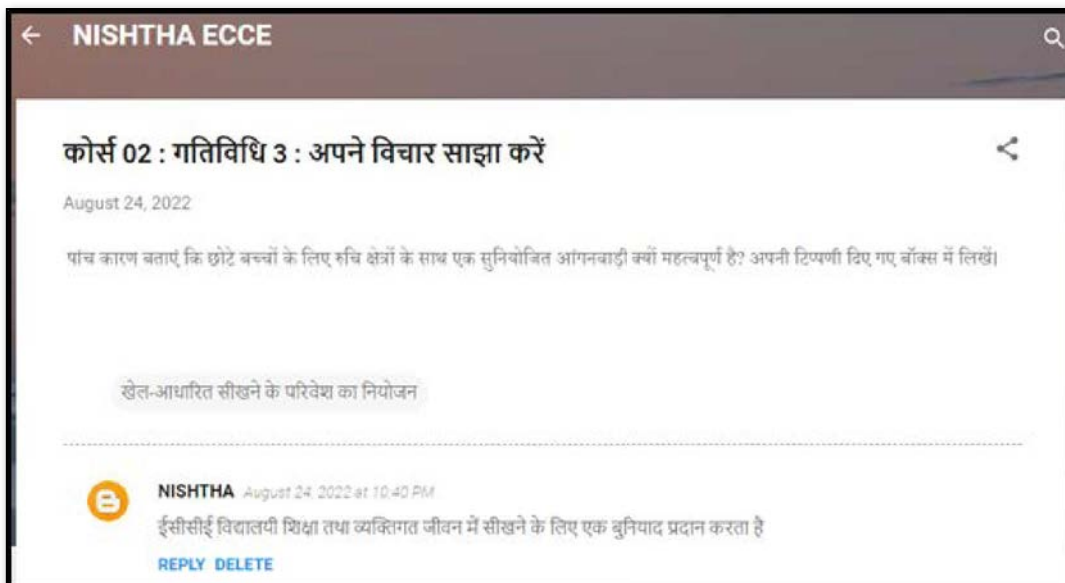 NISHTHA ECCE
कोर्स 02 : गतिविधि 3 : अपने विचार साझा करें
August 24, 2022
पांच कारण बताएं कि छोटे बच्चों के लिए रुचि क्षेत्रों के साथ एक सुनियोजित आंगनवाड़ी क्यों महत्वपूर्ण है? अपनी टिप्पणी दिए गए बॉक्स में लिखें।
खेल-आधारित सीखने के परिवेश का नियोजन
NISHTHA August 24, 2022 at 10:40 PM
ईसीसीई विद्यालयी शिक्षा तथा व्यक्तिगत जीवन में सीखने के लिए एक बुनियाद प्रदान करता है
REPLY DELETE